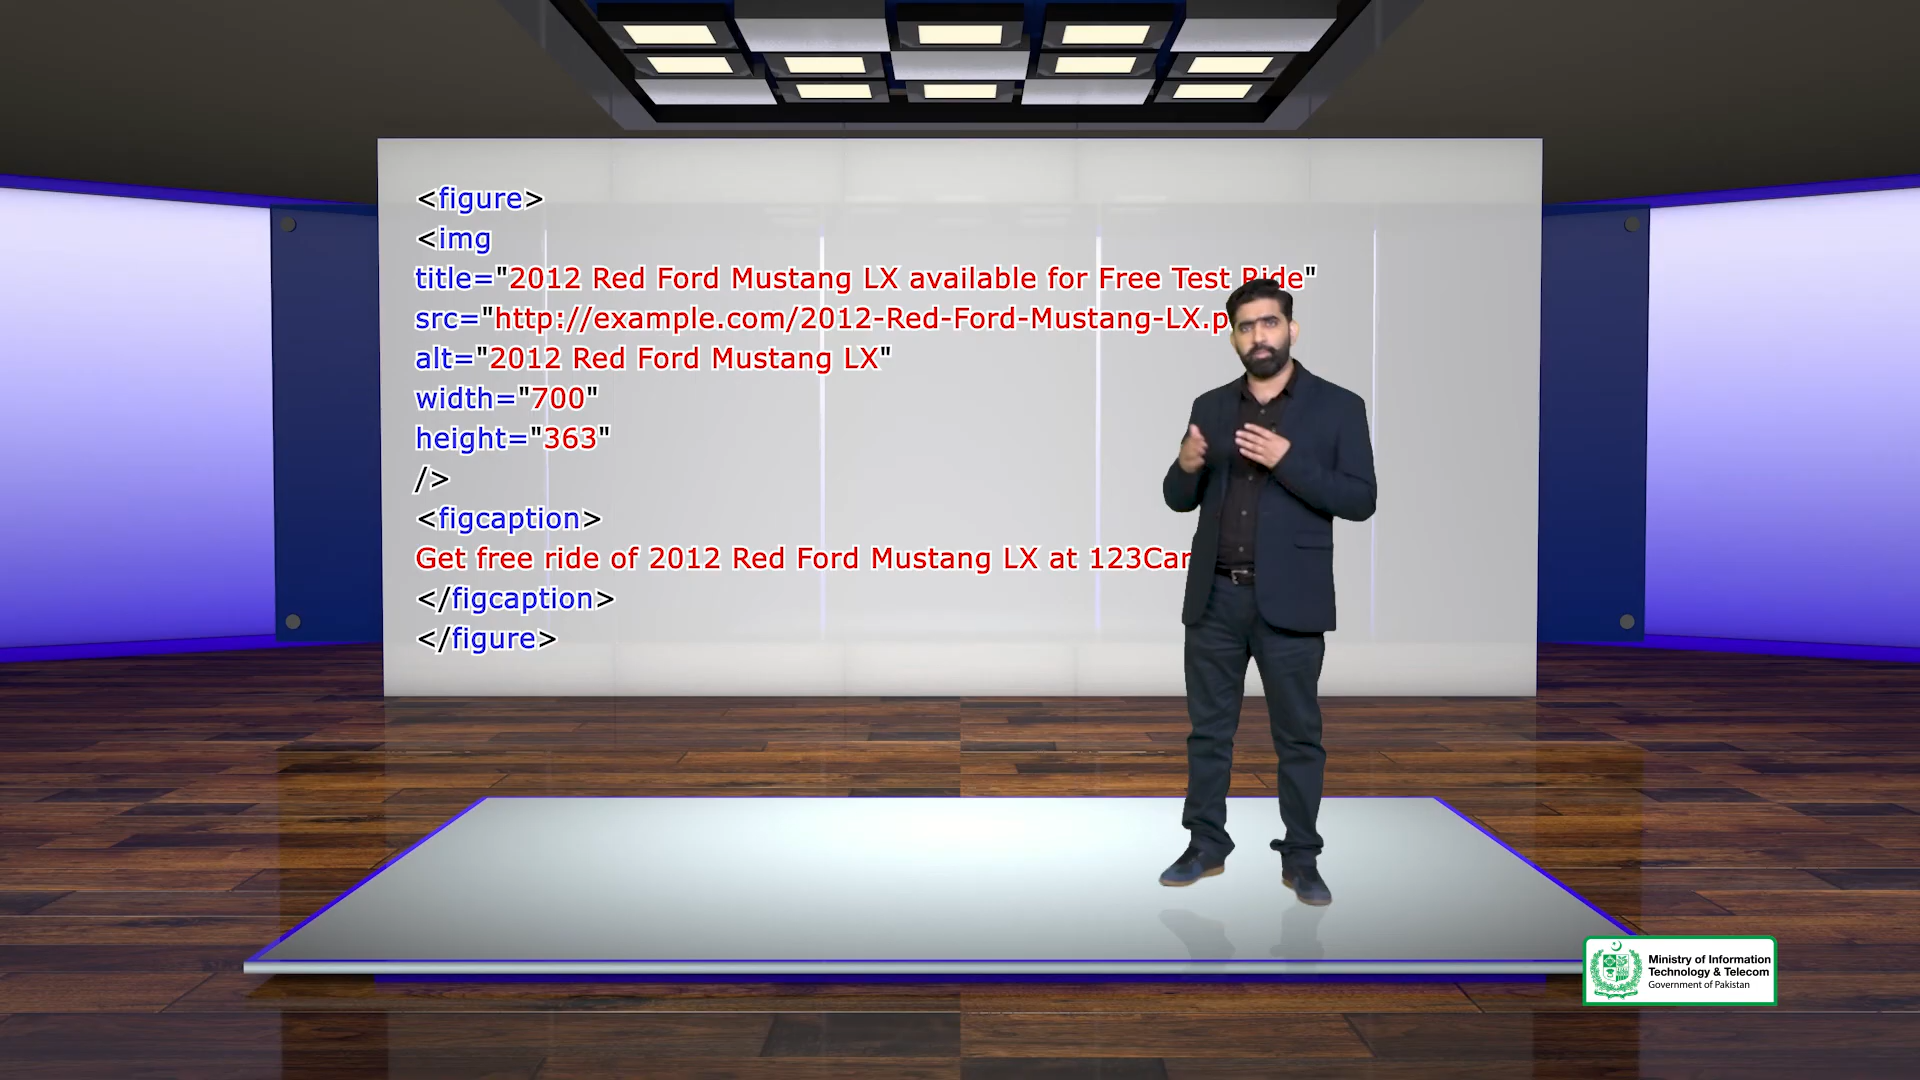 <figure>
<img
title="2012 Red Ford Mustang LX available for Free Test Ride"
src="http://example.com/2012-Red-Ford-Mustang-LX.p
alt="2012 Red Ford Mustang LX"
width="700"
height="363"
/>
<figcaption>
Get free ride of 2012 Red Ford Mustang LX at 123Car
</figcaption>
</figure>
Ministry of Information
Technology & Telecom
Government of Pakistan